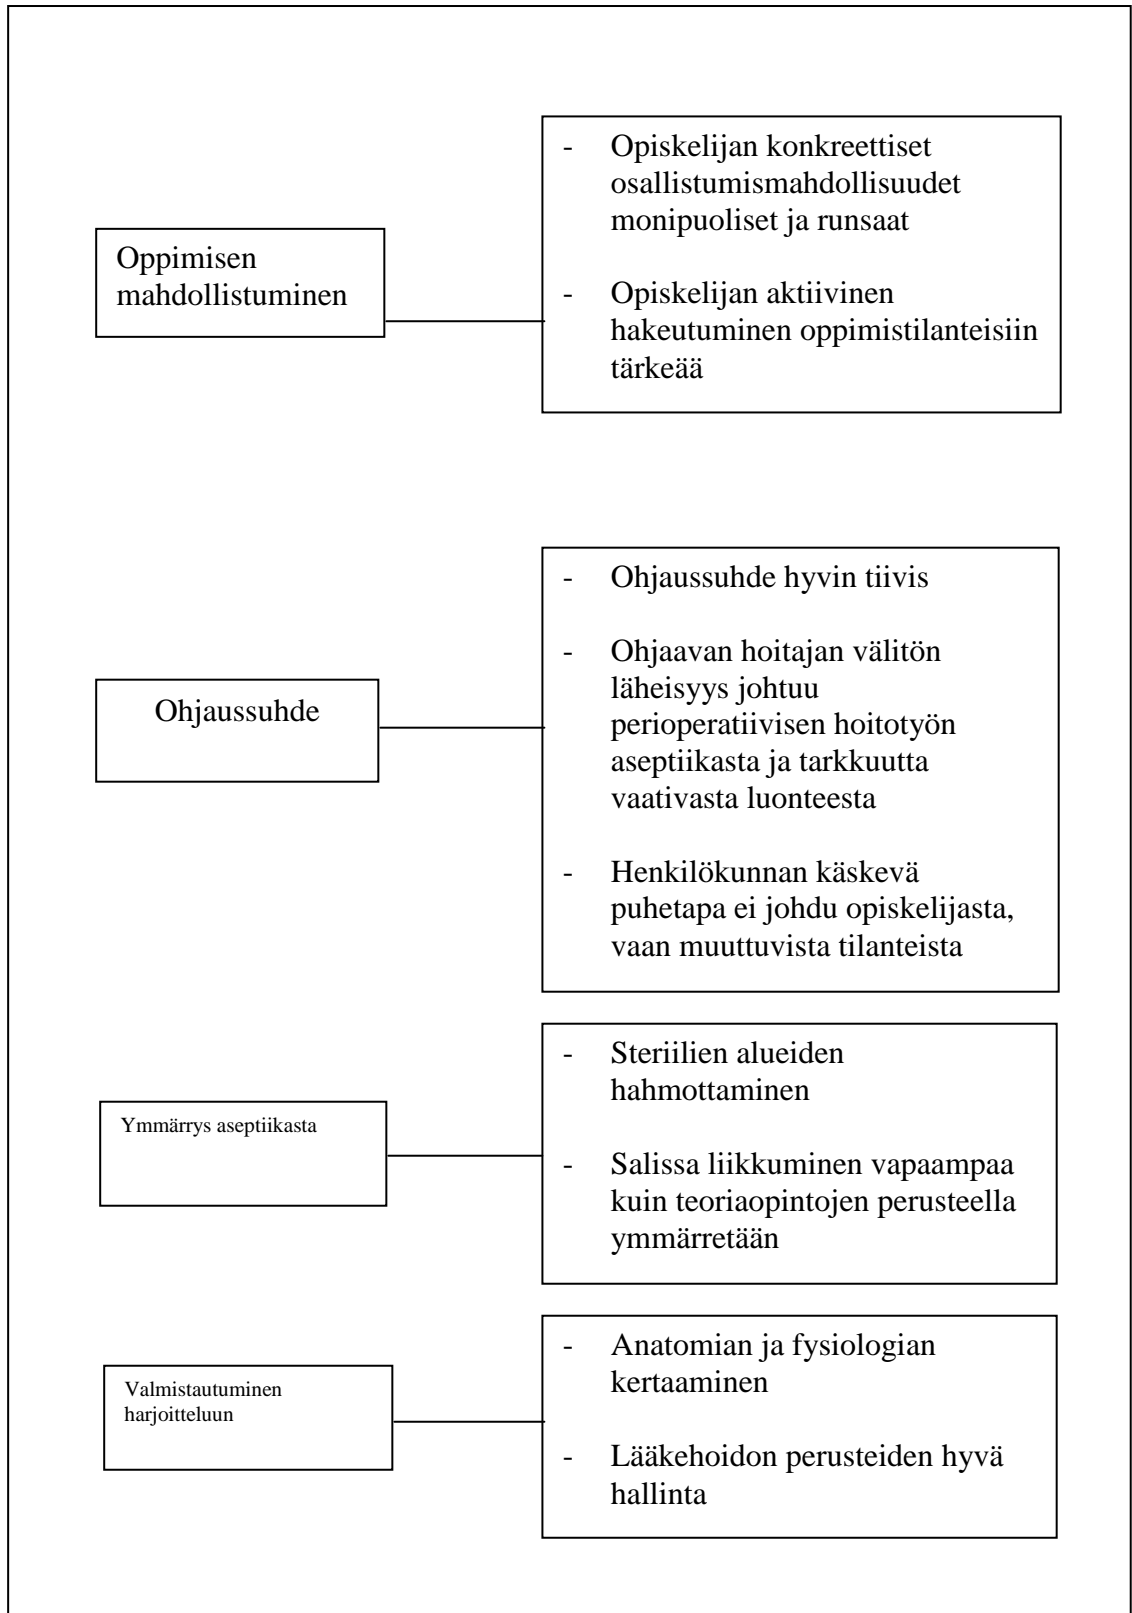 Oppimisen
mahdollistuminen
- Opiskelijan konkreettiset
osallistumismahdollisuudet
monipuoliset ja runsaat
- Opiskelijan aktiivinen
hakeutuminen oppimistilanteisiin
tärkeää
Ohjaussuhde
- Ohjaussuhde hyvin tiivis
- Ohjaavan hoitajan välitön
läheisyys johtuu
perioperatiivisen hoitotyön
aseptiikasta ja tarkkuutta
vaativasta luonteesta
- Henkilökunnan käskevä
puhetapa ei johdu opiskelijasta,
vaan muuttuvista tilanteista
Ymmärrys aseptiikasta
- Steriilien alueiden
hahmottaminen
- Salissa liikkuminen vapaampaa
kuin teoriaopintojen perusteella
ymmärretään
Valmistautuminen
harjoitteluun
- Anatomian ja fysiologian
kertaaminen
- Lääkehoidon perusteiden hyvä
hallinta